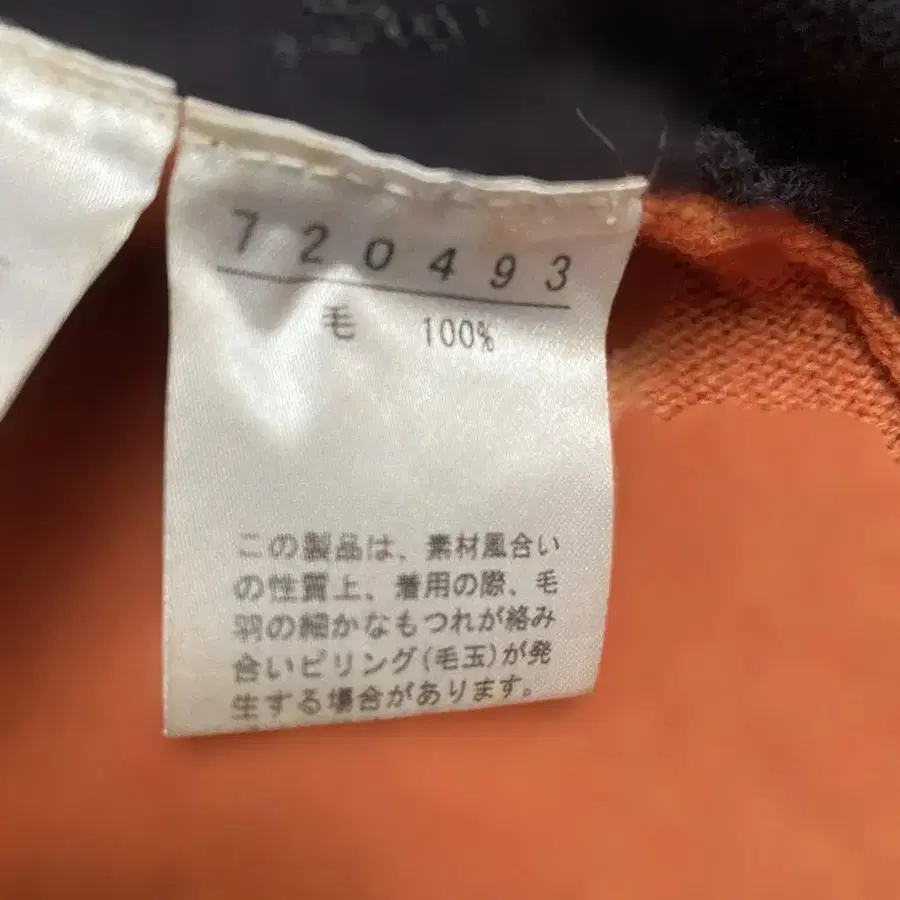 720493
毛 100%
この製品は、素材風合い
の性質上、着用の際、毛
羽の細かなもつれが絡み
合いピリング(毛玉)が発
生する場合があります。